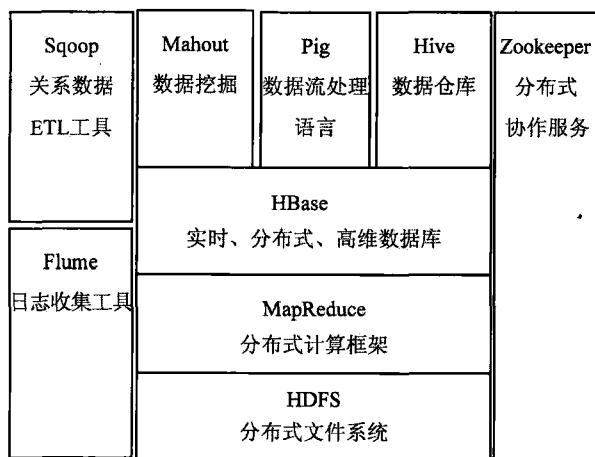 Sqoop
关系数据
ETL工具
Mahout
数据挖掘
Pig
数据流处理
语言
Hive
数据仓库
Zookeeper
分布式
协作服务
HBase
实时、分布式、高维数据库
Flume
日志收集工具
MapReduce
分布式计算框架
HDFS
分布式文件系统